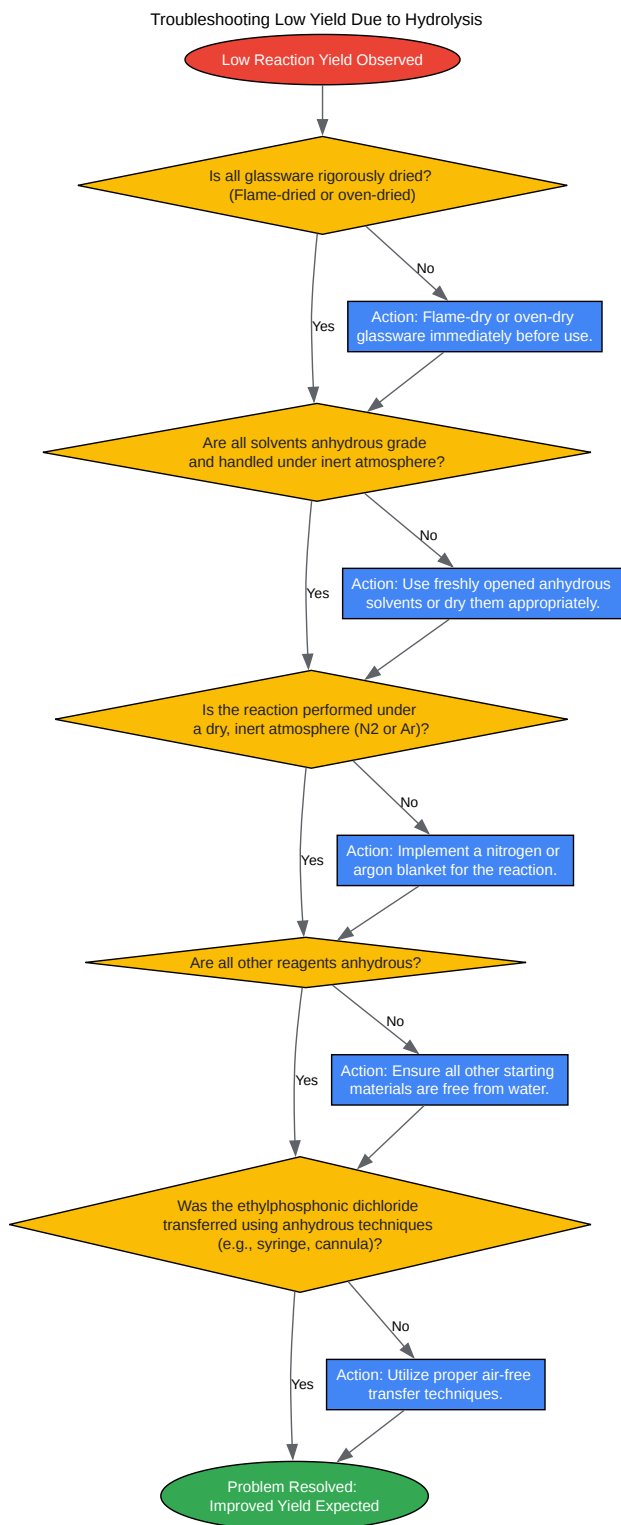 Troubleshooting Low Yield Due to Hydrolysis
Low Reaction Yield Observed
Is all glassware rigorously dried?
(Flame-dried or oven-dried)
No
Yes
Action: Flame-dry or oven-dry
glassware immediately before use.
Are all solvents anhydrous grade
and handled under inert atmosphere?
No
Yes
Action: Use freshly opened anhydrous
solvents or dry them appropriately.
Is the reaction performed under
a dry, inert atmosphere (N2 or Ar)?
No
Yes
Action: Implement a nitrogen or
argon blanket for the reaction.
Are all other reagents anhydrous?
No
Yes
Action: Ensure all other starting
materials are free from water.
Was the ethylphosphonic dichloride
transferred using anhydrous techniques
(e.g., syringe, cannula)?
No
Yes
Action: Utilize proper air-free
transfer techniques.
Problem Resolved:
Improved Yield Expected